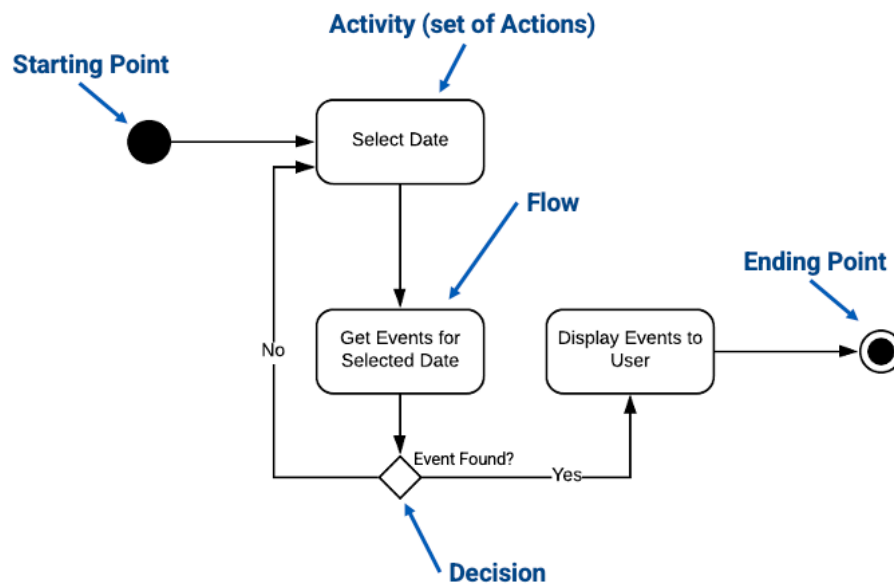 Activity (set of Actions)
Starting Point
Select Date
Flow
Ending Point
Get Events for
Selected Date
Display Events to
User
No
Event Found?
Yes
Decision